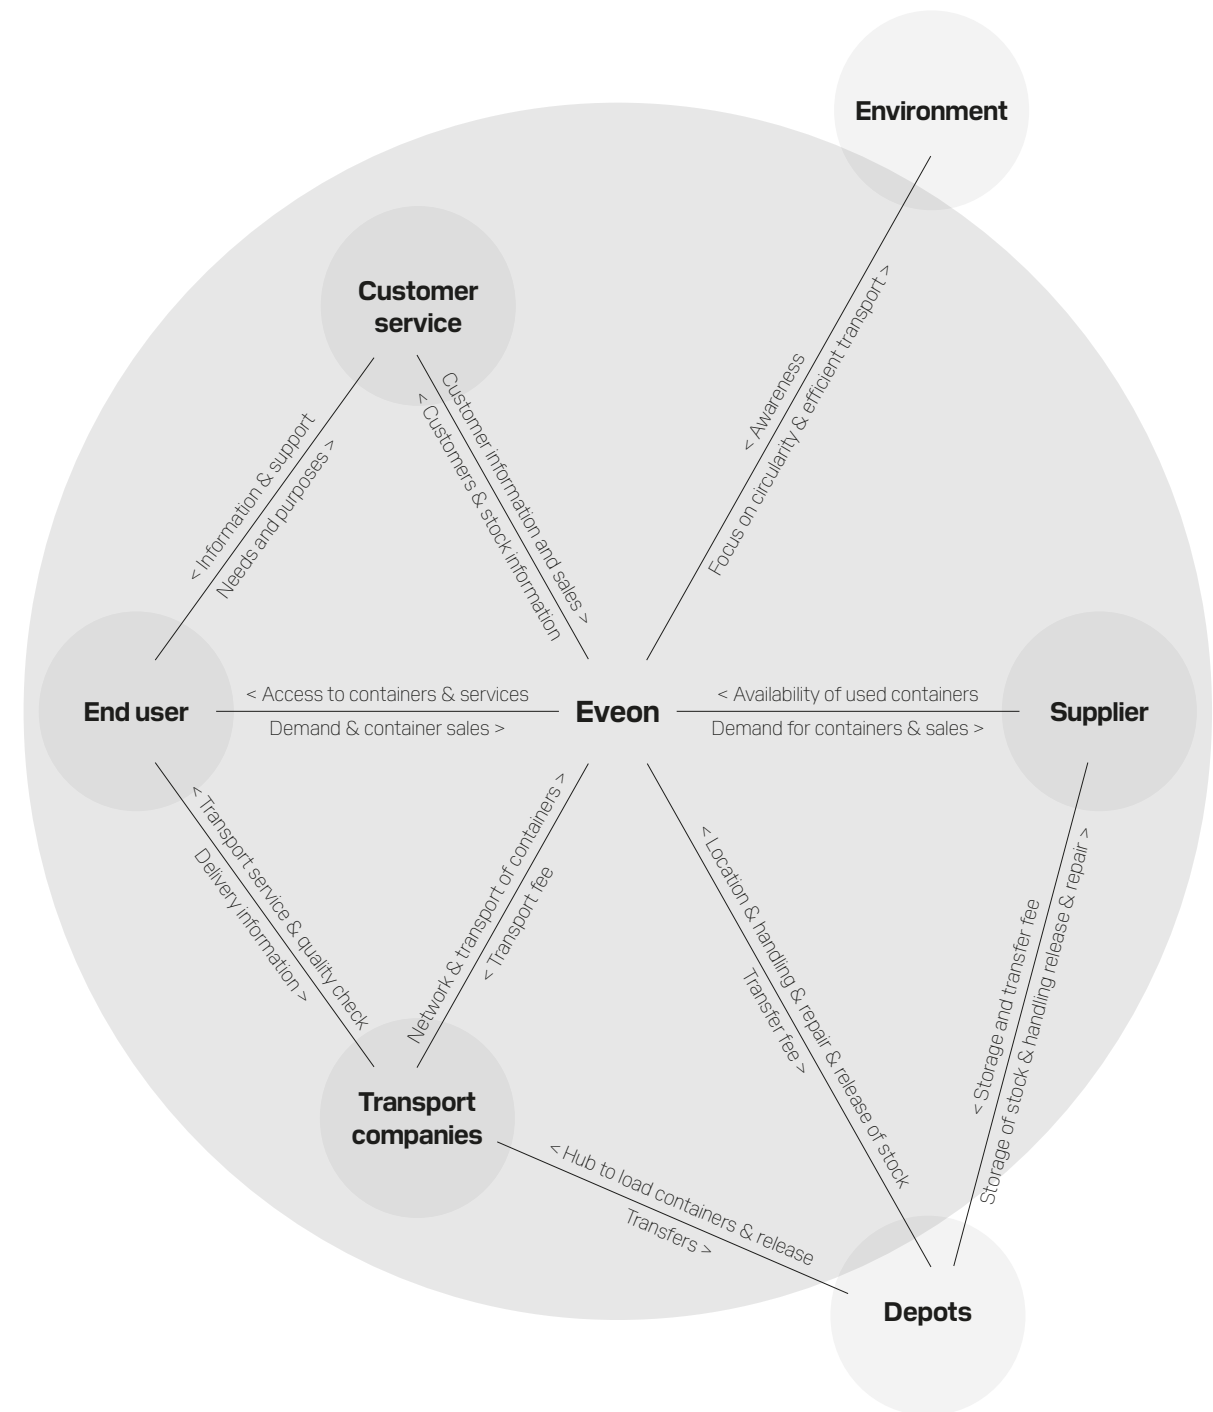 Environment
Customer
service
< Awareness
Focus on circularity & efficient transport >
< Information & support
Needs and purposes >
Customer information and sales >
< Customers & stock information
End user
< Access to containers & services
Demand & container sales >
Eveon
< Availability of used containers
Demand for containers & sales >
Supplier
< Transport service & quality check
Delivery information >
Network & transport of containers >
< Transport fee
< Location & handling & repair & release of stock
Transfer fee >
< Storage and transfer fee
Storage of stock & handling release & repair >
Transport
companies
< Hub to load containers & release
Transfers >
Depots